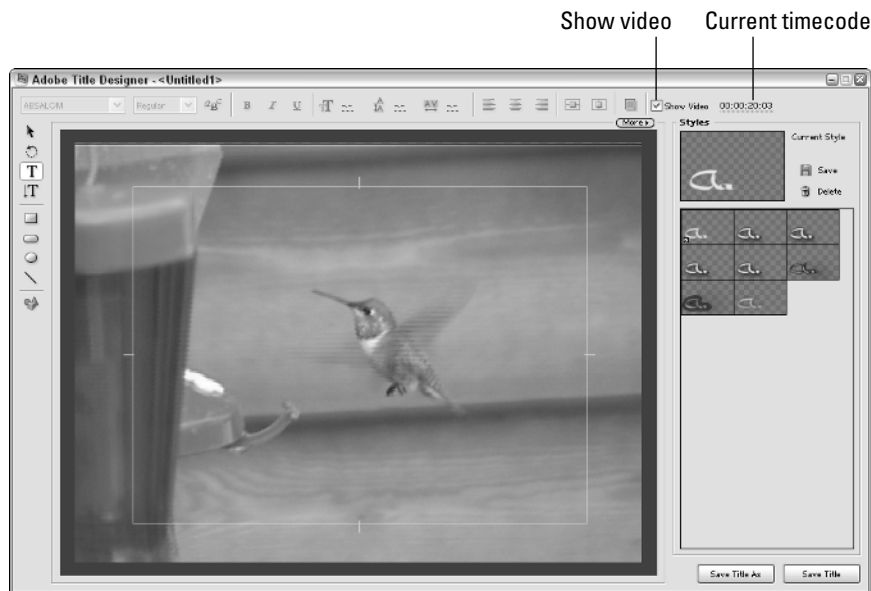 Show video Current timecode
Adobe Title Designer - <Untitled1>
ABSALOM Regular B I U T Show Video 00:00:20:03
More
Styles
Current Style
Save
Delete
T
IT
a.
a. a. a.
a. a. a.
a. a.
Save Title As Save Title